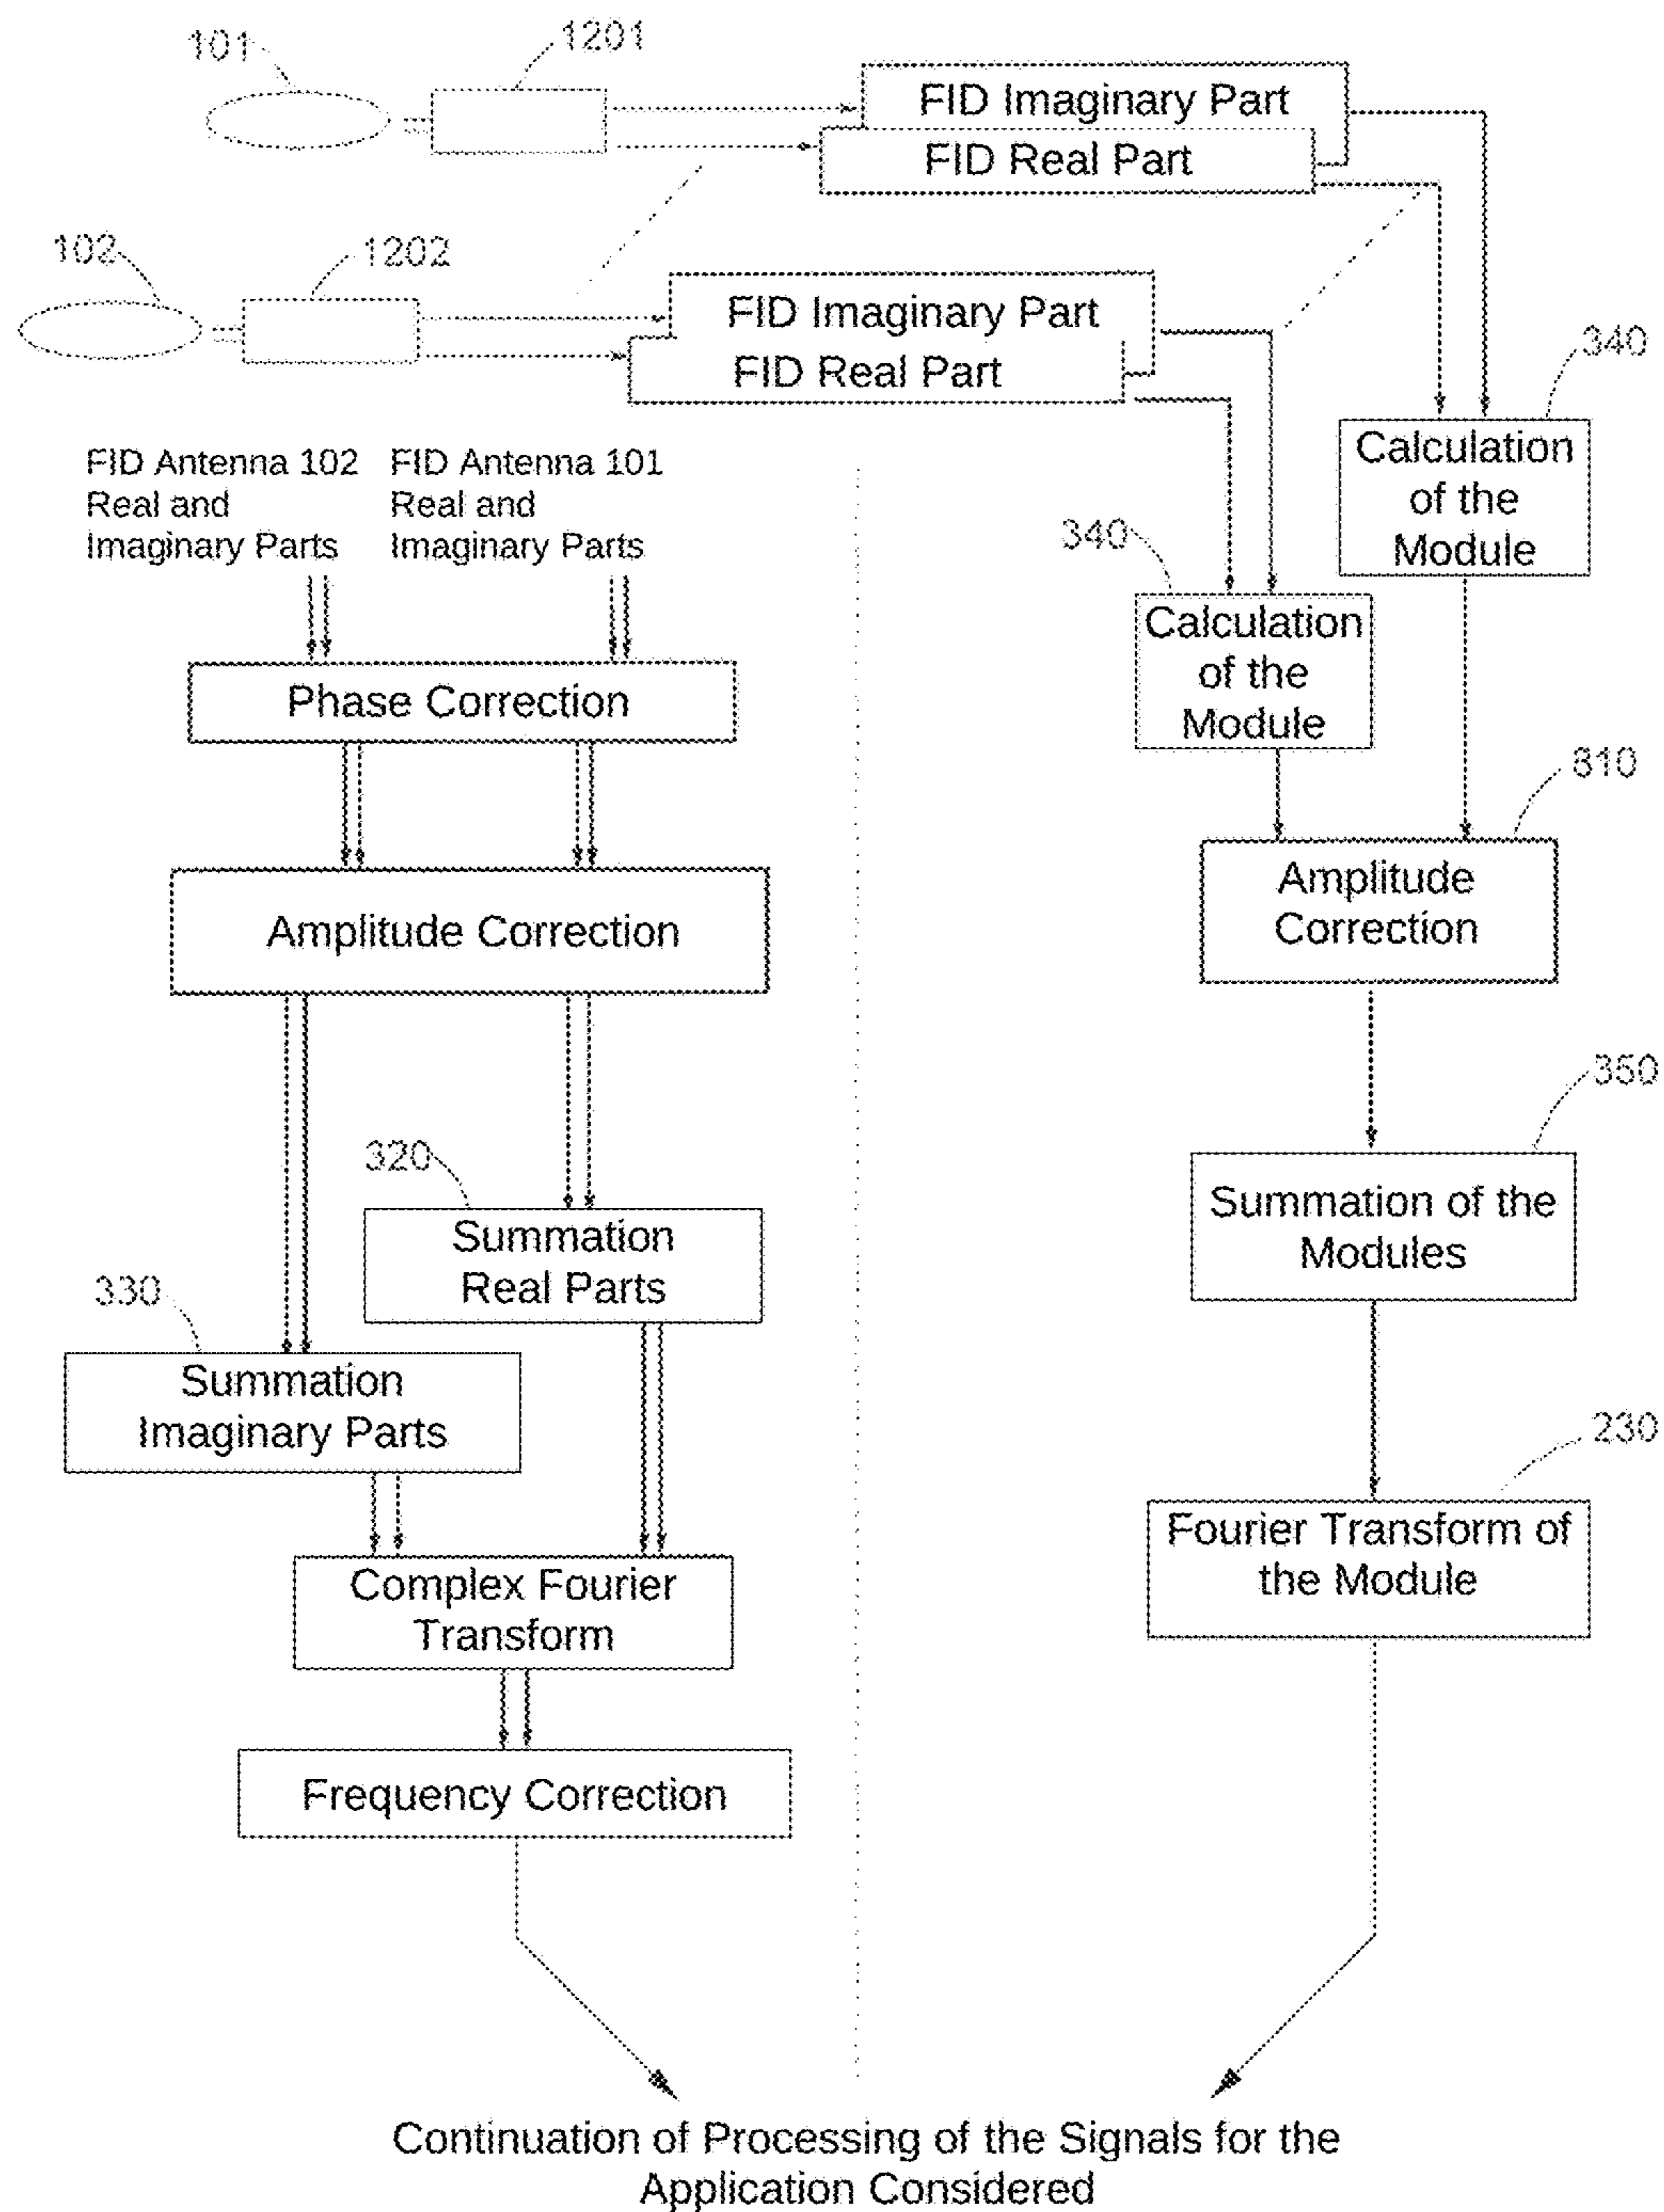 101
1201
FID Imaginary Part
FID Real Part
102
1202
FID Imaginary Part
FID Real Part
340
Calculation
of the
Module
FID Antenna 102
Real and
Imaginary Parts
FID Antenna 101
Real and
Imaginary Parts
340
Calculation
of the
Module
Phase Correction
810
Amplitude
Correction
Amplitude Correction
350
Summation of the
Modules
320
Summation
Real Parts
330
Summation
Imaginary Parts
230
Fourier Transform of
the Module
Complex Fourier
Transform
Frequency Correction
Continuation of Processing of the Signals for the
Application Considered